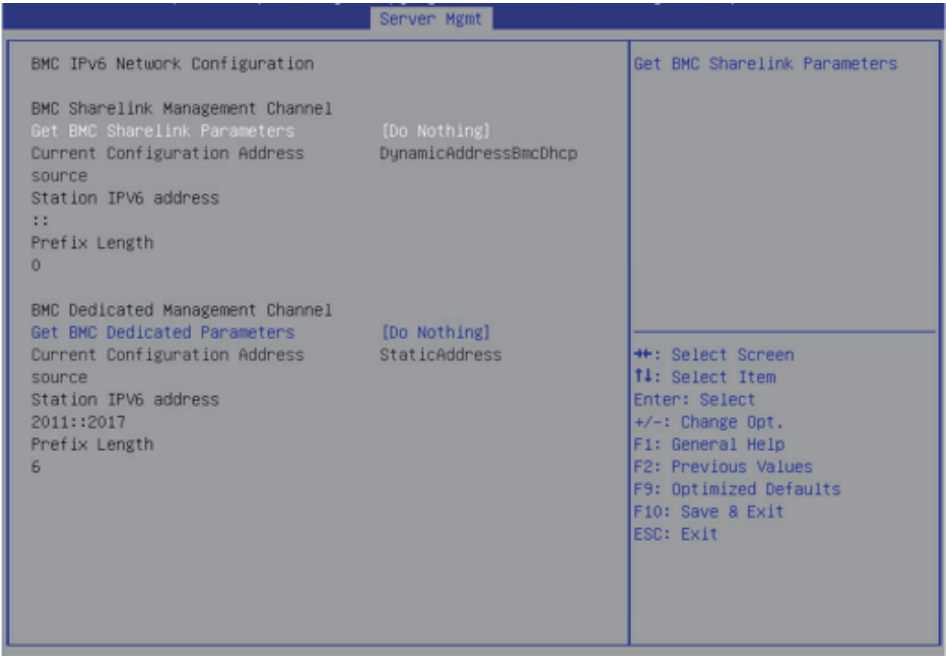 Server Mgmt
BMC IPv6 Network Configuration
BMC Sharelink Management Channel
Get BMC Sharelink Parameters [Do Nothing]
Current Configuration Address DynamicAddressBmcDhcp
source
Station IPV6 address
::
Prefix Length
0
BMC Dedicated Management Channel
Get BMC Dedicated Parameters [Do Nothing]
Current Configuration Address StaticAddress
source
Station IPV6 address
2011::2017
Prefix Length
6
Get BMC Sharelink Parameters
→←: Select Screen
↑↓: Select Item
Enter: Select
+/-: Change Opt.
F1: General Help
F2: Previous Values
F9: Optimized Defaults
F10: Save & Exit
ESC: Exit